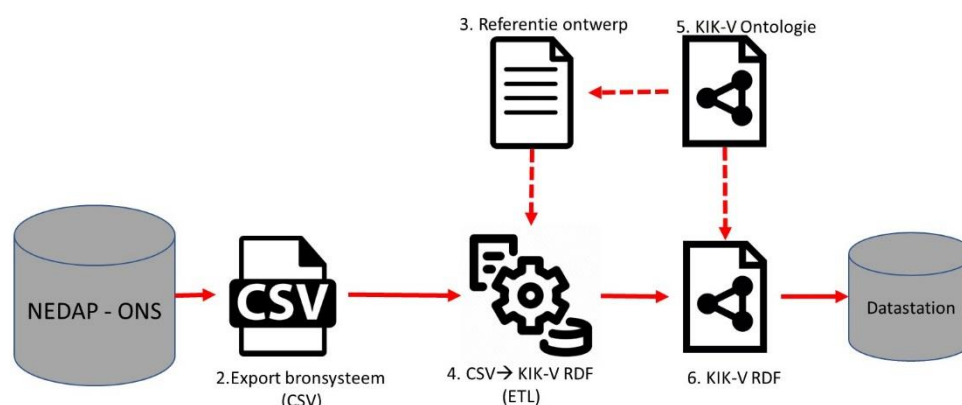 3. Referentie ontwerp
5. KIK-V Ontologie
NEDAP - ONS
CSV
Datastation
2.Export bronsysteem
(CSV)
4. CSV→ KIK-V RDF
(ETL)
6. KIK-V RDF